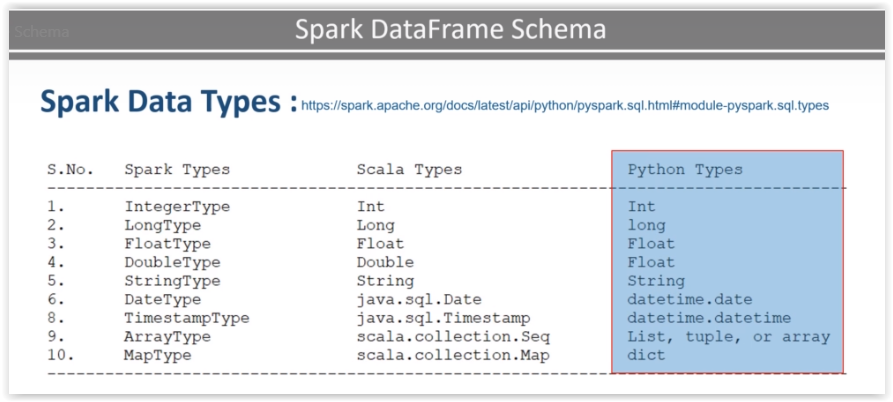 Schema
Spark DataFrame Schema
Spark Data Types : https://spark.apache.org/docs/latest/api/python/pyspark.sql.html#module-pyspark.sql.types
S.No. Spark Types Scala Types Python Types
1. IntegerType Int Int
2. LongType Long long
3. FloatType Float Float
4. DoubleType Double Float
5. StringType String String
6. DateType java.sql.Date datetime.date
8. TimestampType java.sql.Timestamp datetime.datetime
9. ArrayType scala.collection.Seq List, tuple, or array
10. MapType scala.collection.Map dict